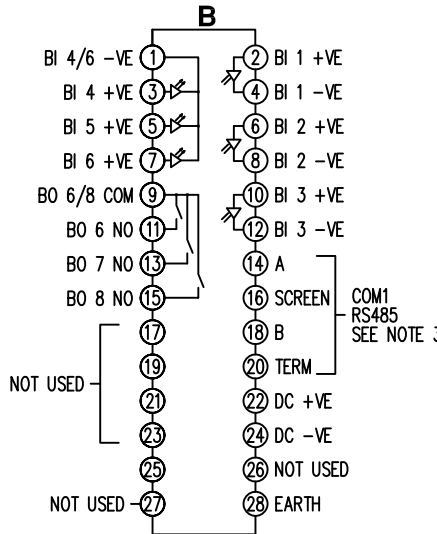 B
BI 4/6 -VE 1 2 BI 1 +VE
BI 4 +VE 3 4 BI 1 -VE
BI 5 +VE 5 6 BI 2 +VE
BI 6 +VE 7 8 BI 2 -VE
BO 6/8 COM 9 10 BI 3 +VE
BO 6 NO 11 12 BI 3 -VE
BO 7 NO 13 14 A
BO 8 NO 15 16 SCREEN
COM1
RS485
SEE NOTE 3
17 18 B
19 20 TERM
NOT USED
21 22 DC +VE
23 24 DC -VE
25 26 NOT USED
NOT USED 27 28 EARTH